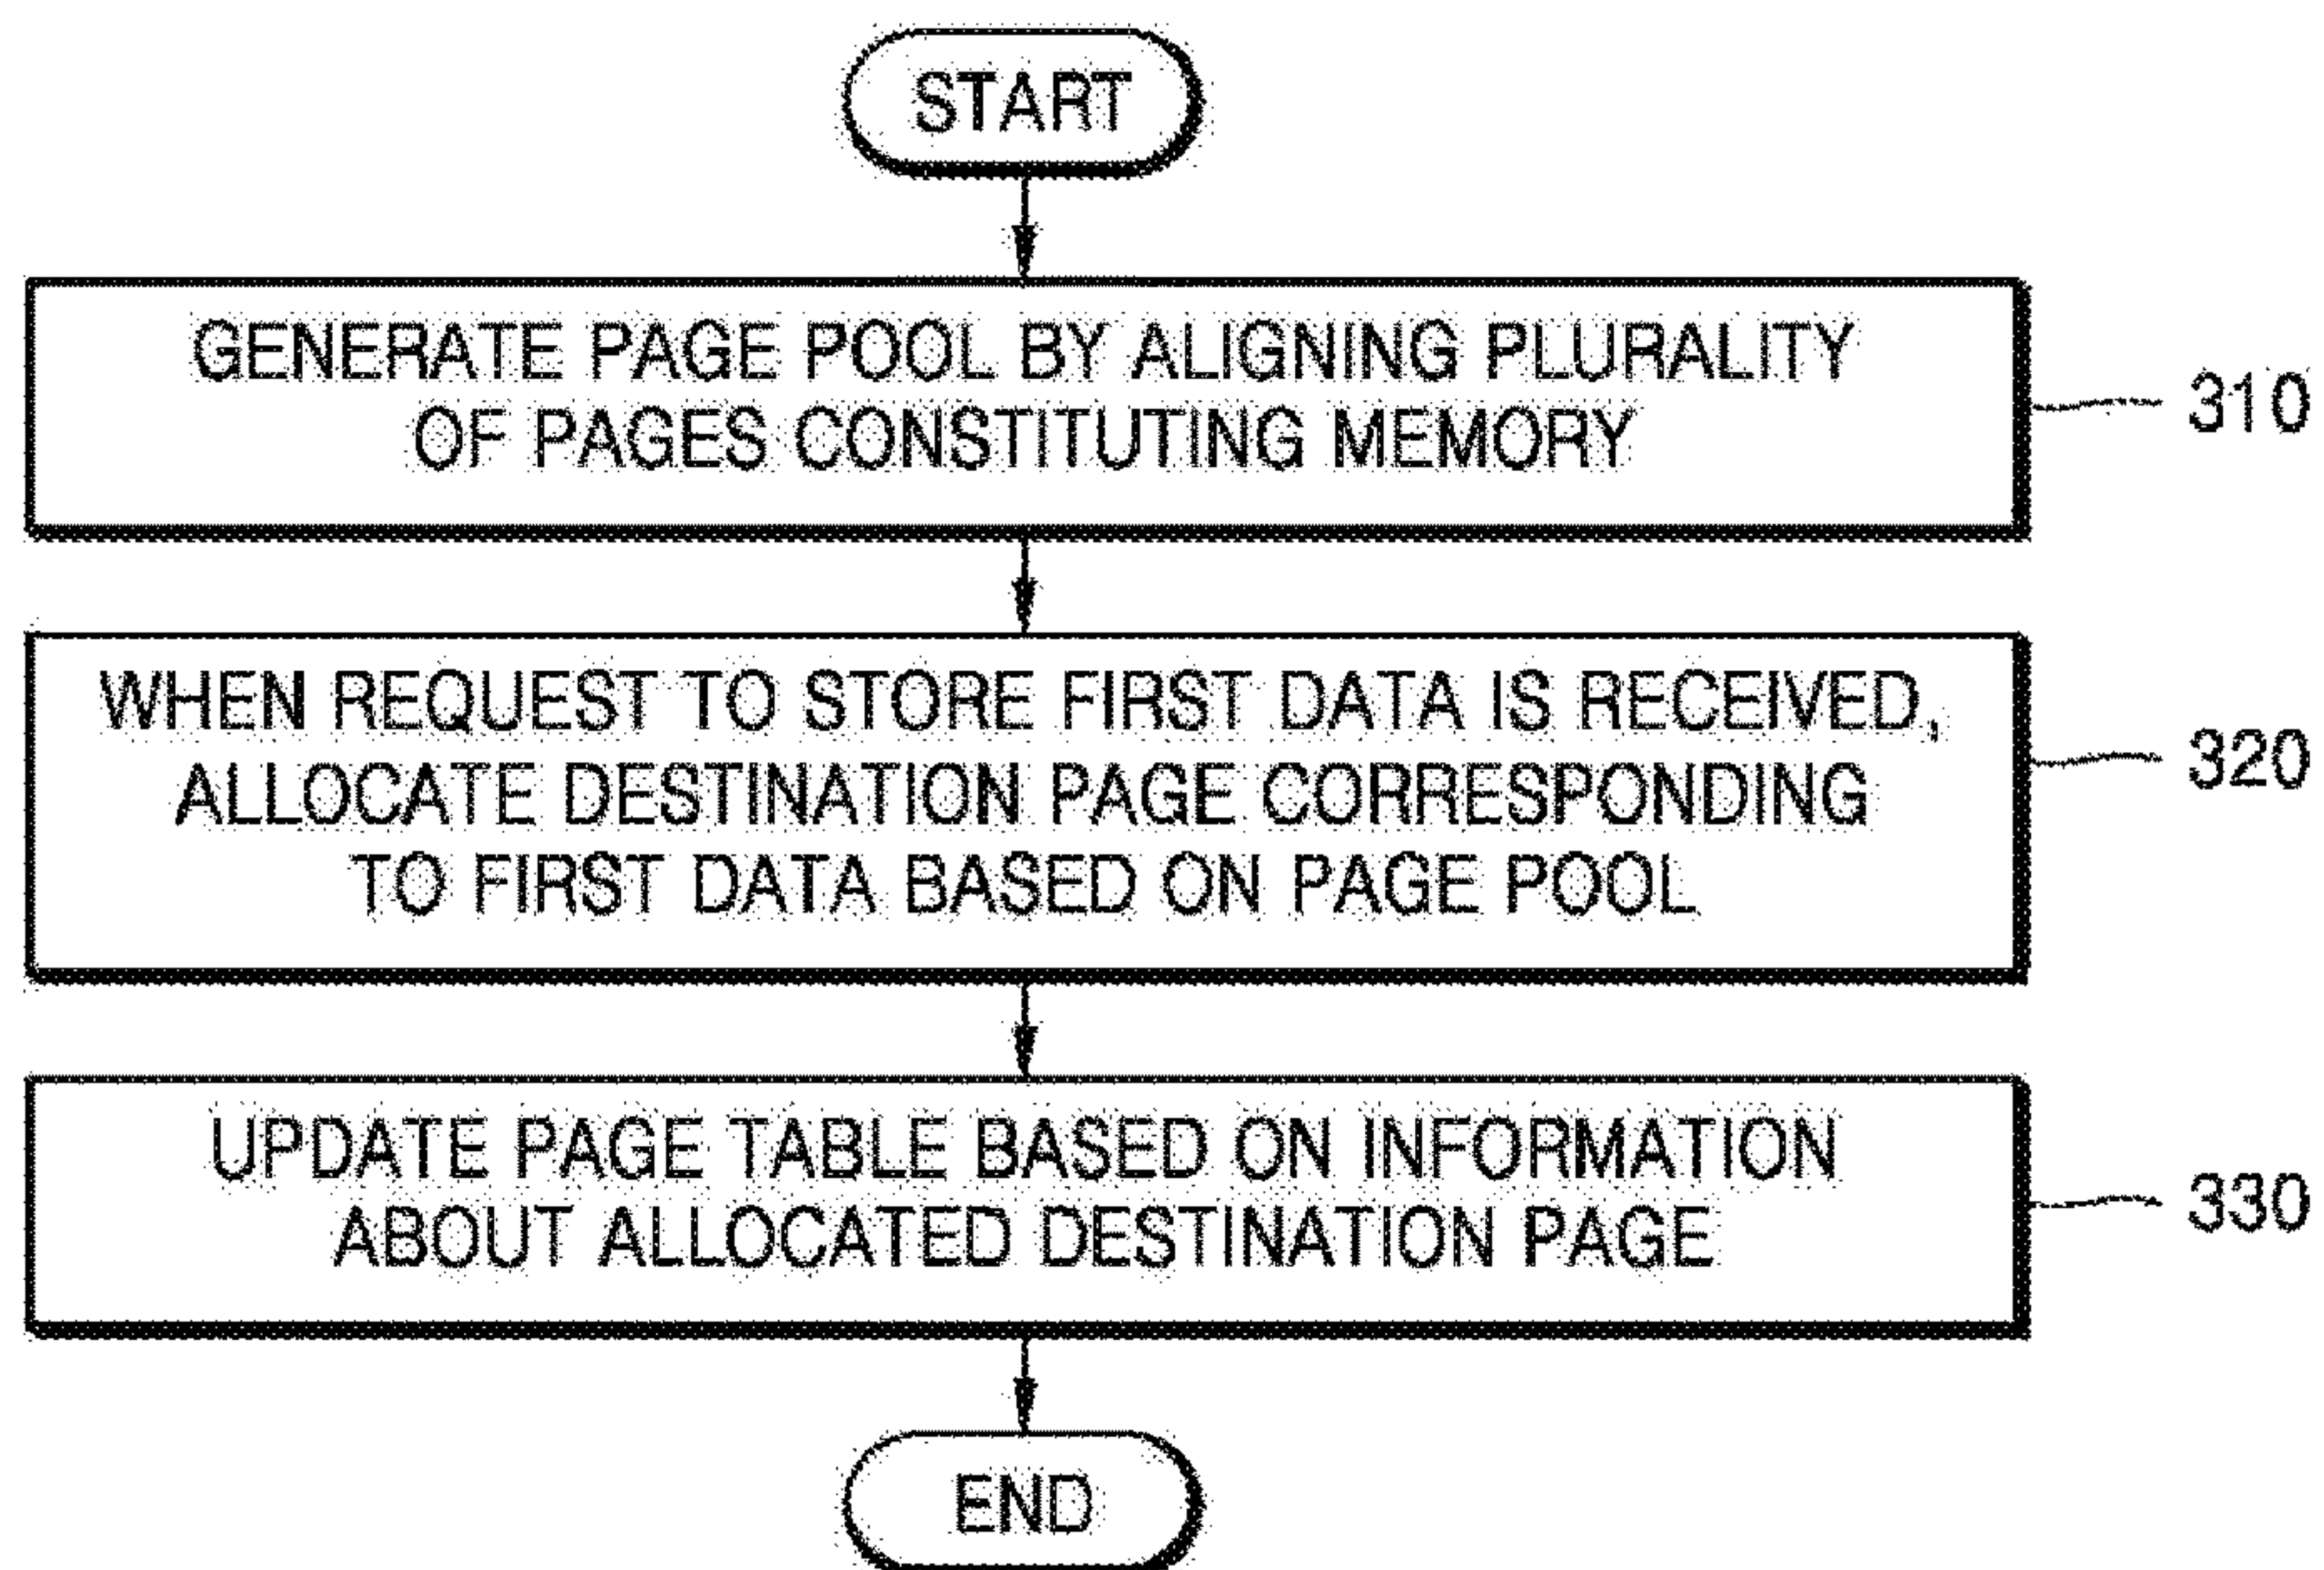 START
GENERATE PAGE POOL BY ALIGNING PLURALITY
OF PAGES CONSTITUTING MEMORY
310
WHEN REQUEST TO STORE FIRST DATA IS RECEIVED,
ALLOCATE DESTINATION PAGE CORRESPONDING
TO FIRST DATA BASED ON PAGE POOL
320
UPDATE PAGE TABLE BASED ON INFORMATION
ABOUT ALLOCATED DESTINATION PAGE
330
END